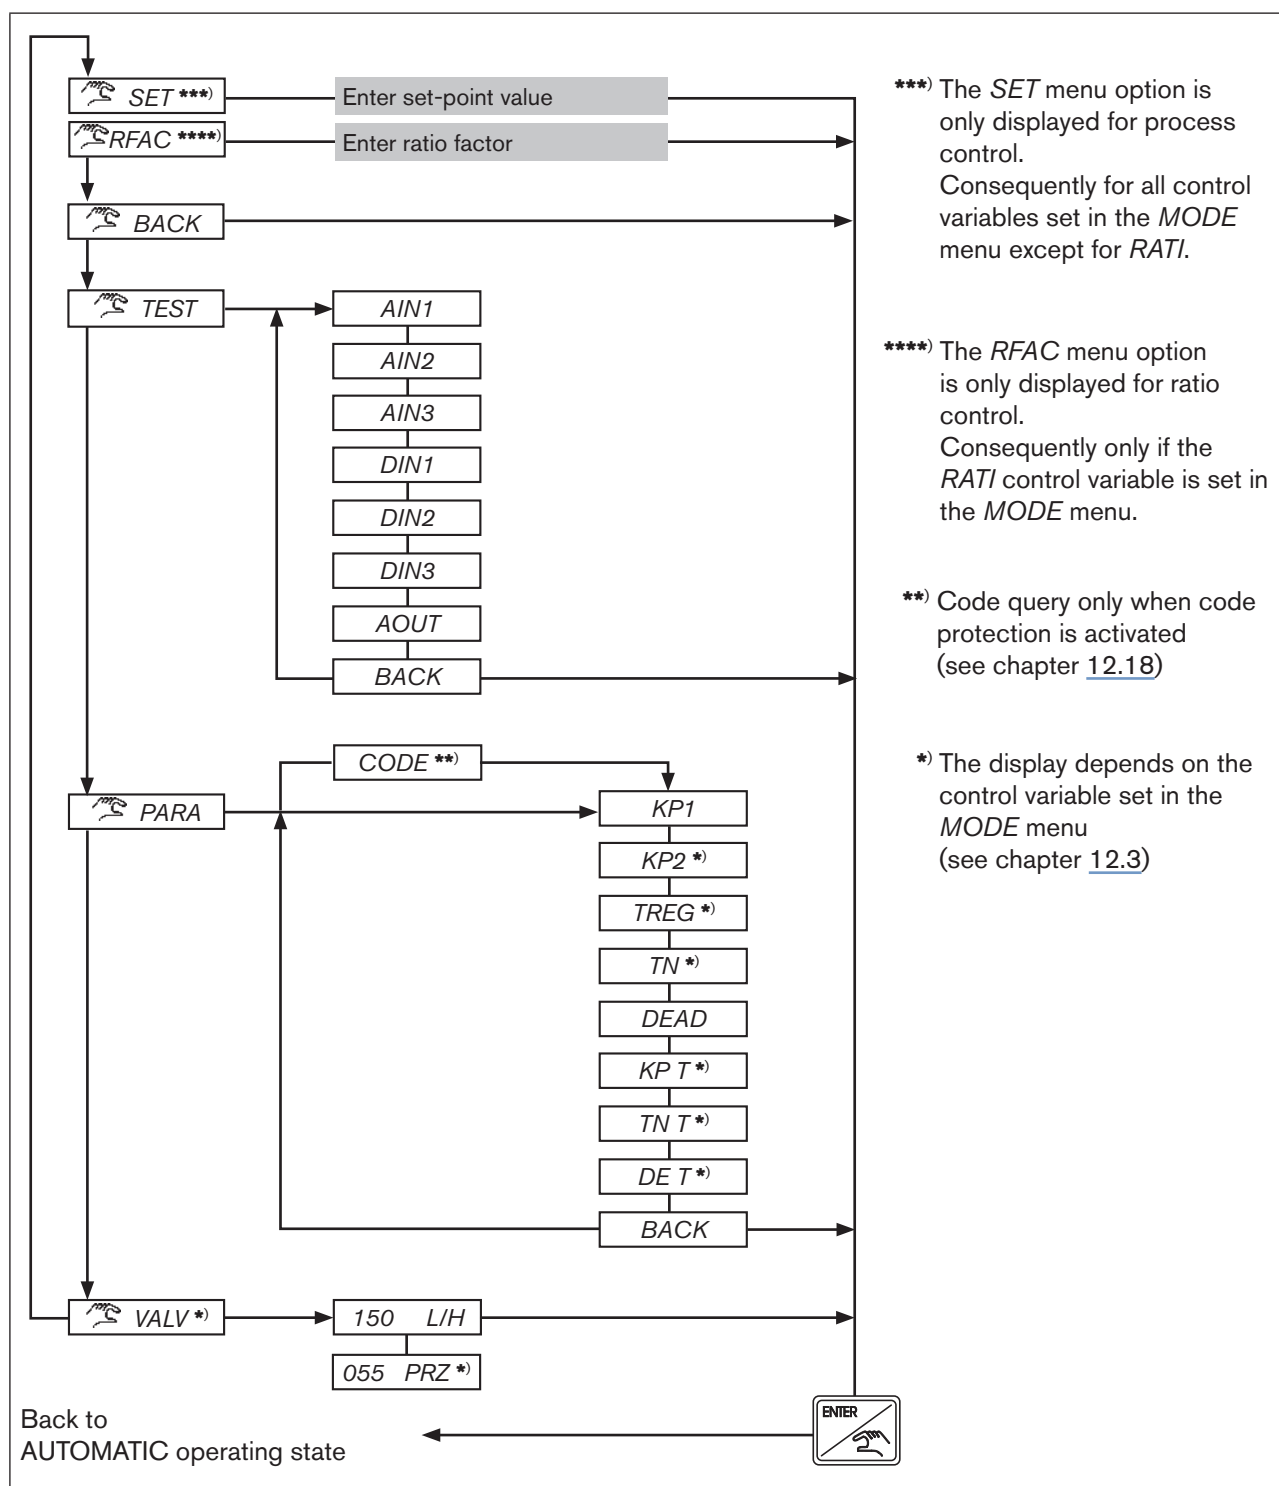 SET ***)
Enter set-point value
RFAC ****)
Enter ratio factor
BACK
TEST
AIN1
AIN2
AIN3
DIN1
DIN2
DIN3
AOUT
BACK
CODE **)
PARA
KP1
KP2 *)
TREG *)
TN *)
DEAD
KP T *)
TN T *)
DE T *)
BACK
VALV *)
150 L/H
055 PRZ *)
ENTER
Back to
AUTOMATIC operating state
***) The SET menu option is
only displayed for process
control.
Consequently for all control
variables set in the MODE
menu except for RATI.
****) The RFAC menu option
is only displayed for ratio
control.
Consequently only if the
RATI control variable is set in
the MODE menu.
**) Code query only when code
protection is activated
(see chapter 12.18)
*) The display depends on the
control variable set in the
MODE menu
(see chapter 12.3)